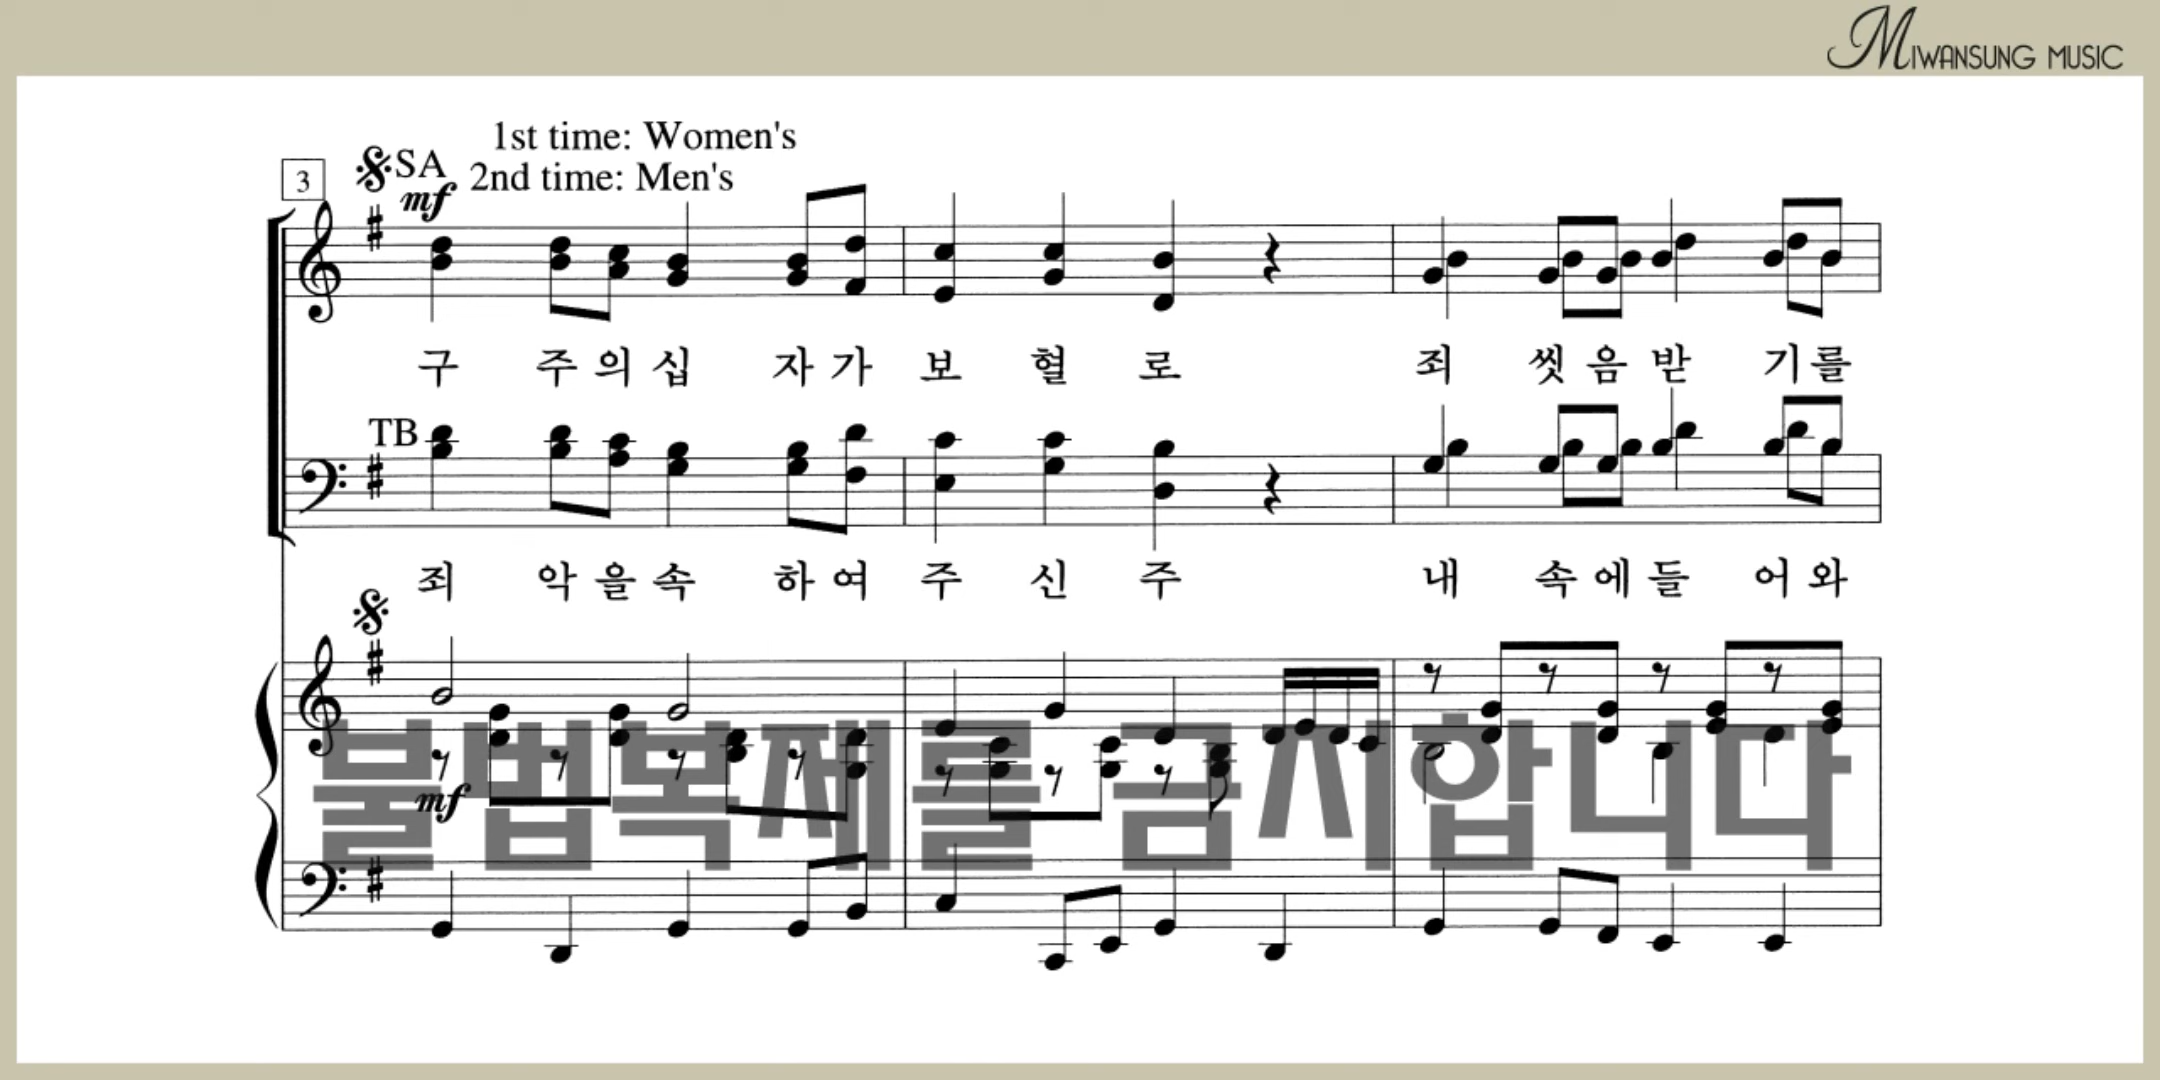 MIWANSUNG MUSIC
1st time: Women's
SA
2nd time: Men's
3
mf
구 주의십 자가 보 혈 로 죄 씻음받 기를
TB
죄 악을속 하여 주 신 주 내 속에들 어와
mf
불법복제를금지합니다